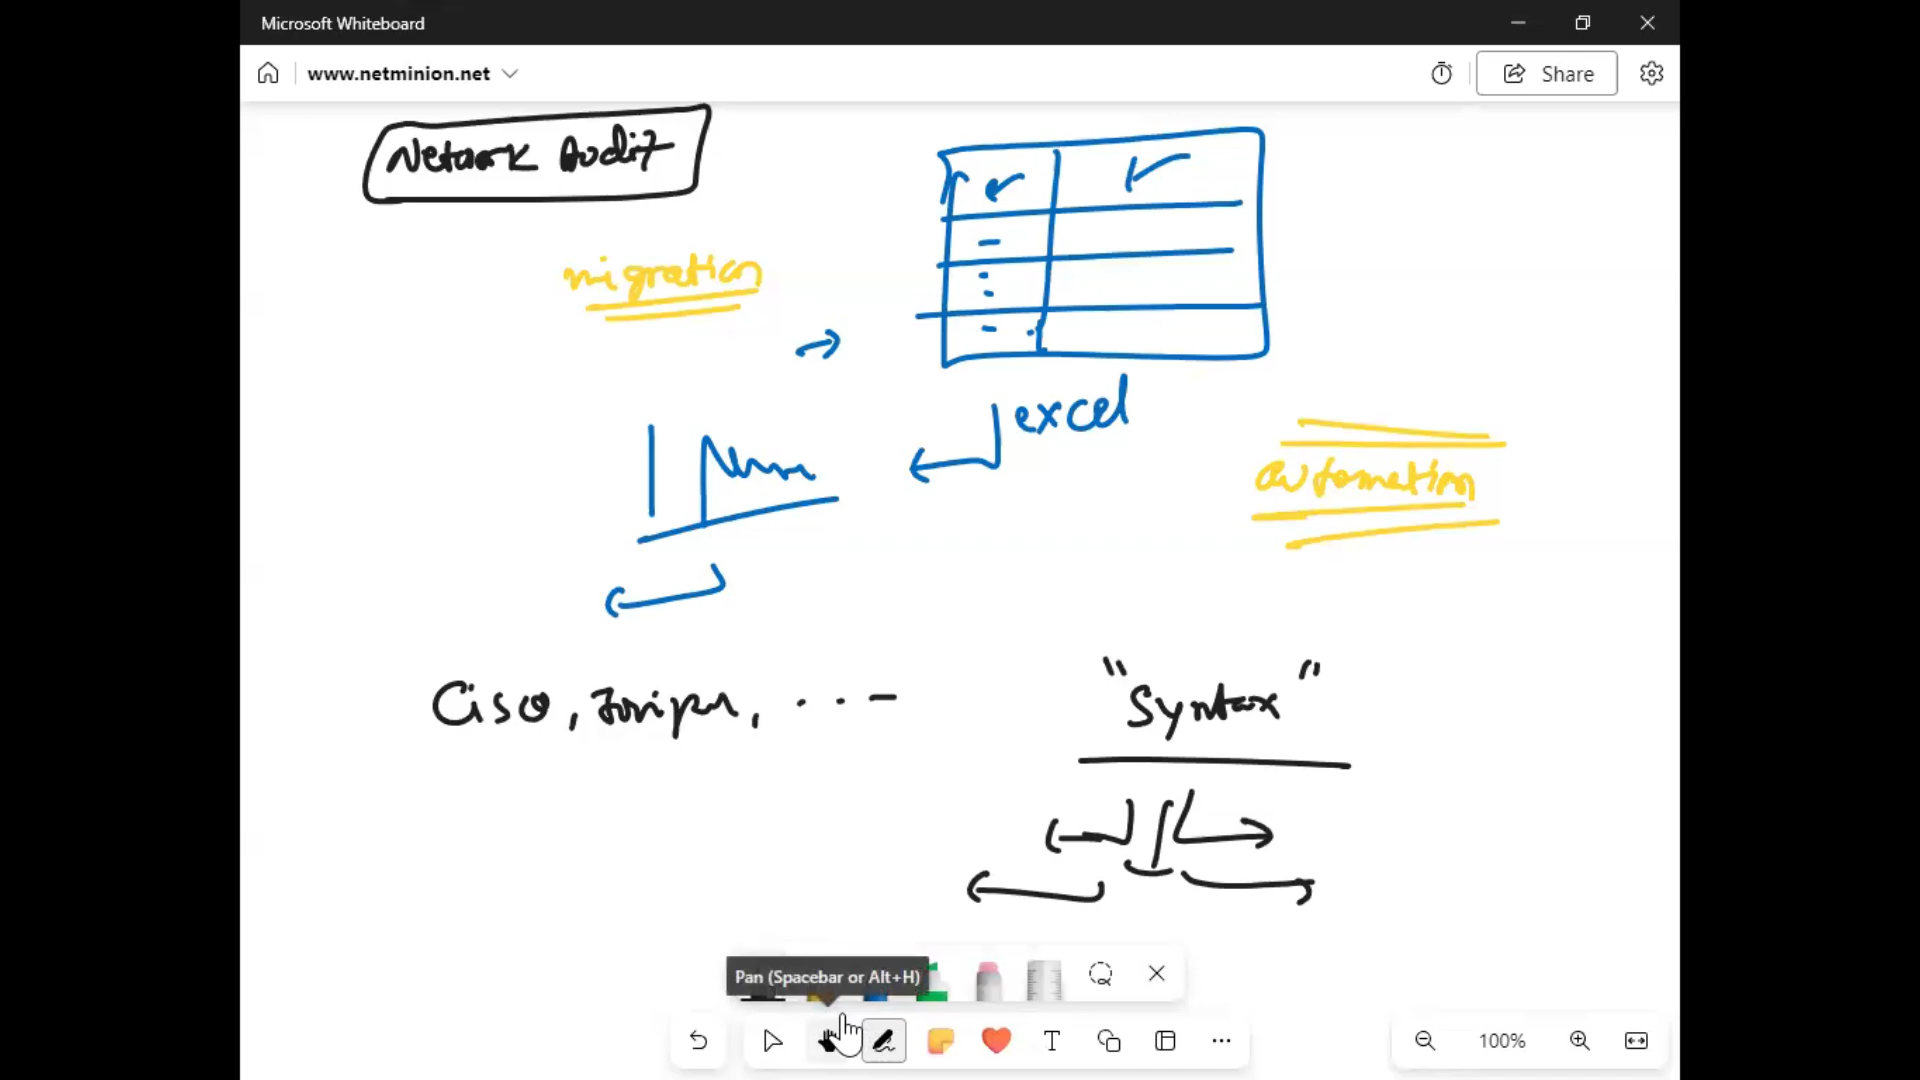 Microsoft Whiteboard
www.netminion.net
Share
Network Audit
migration
excel
automation
Cisco, Juniper, ...-
"Syntax"
Pan (Spacebar or Alt+H)
100%